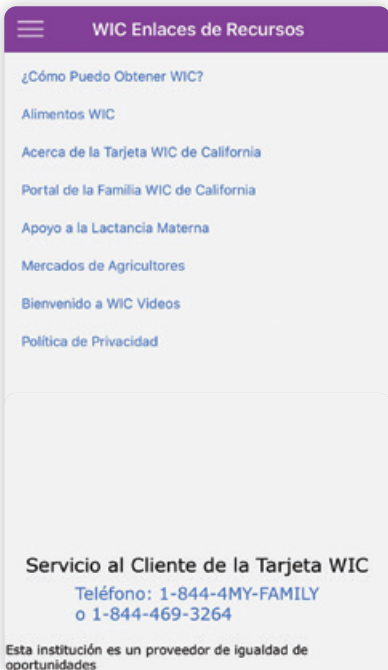 WIC Enlaces de Recursos
¿Cómo Puedo Obtener WIC?
Alimentos WIC
Acerca de la Tarjeta WIC de California
Portal de la Familia WIC de California
Apoyo a la Lactancia Materna
Mercados de Agricultores
Bienvenido a WIC Videos
Política de Privacidad
Servicio al Cliente de la Tarjeta WIC
Teléfono: 1-844-4MY-FAMILY
o 1-844-469-3264
Esta institución es un proveedor de igualdad de
oportunidades